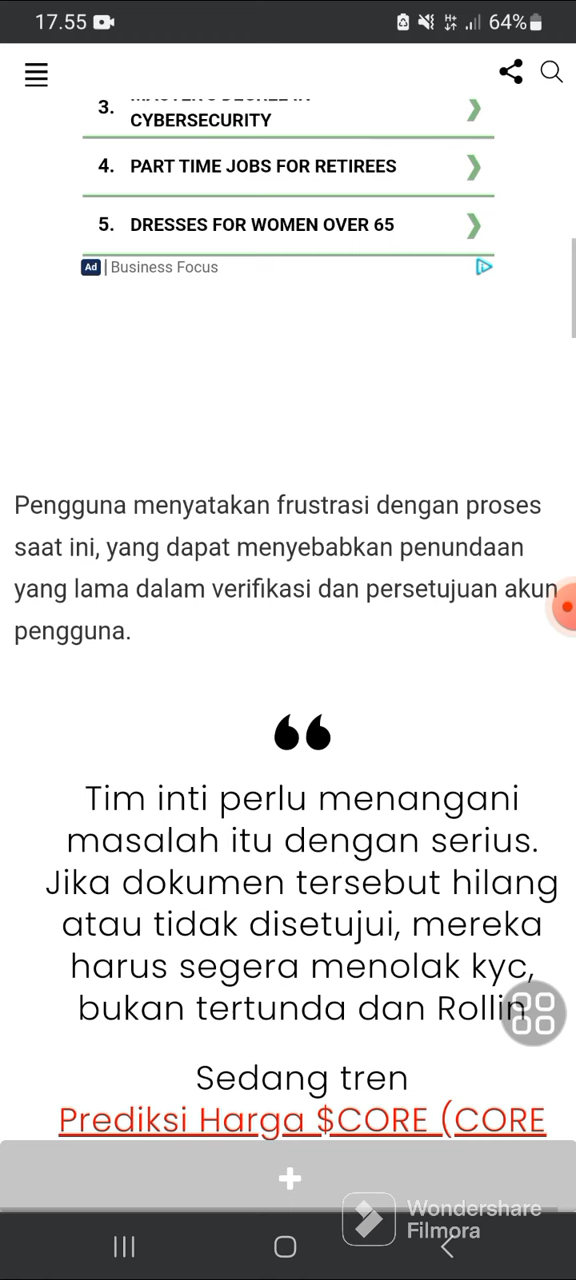 17.55
64%
3.
CYBERSECURITY
4. PART TIME JOBS FOR RETIREES
5. DRESSES FOR WOMEN OVER 65
Ad | Business Focus
Pengguna menyatakan frustrasi dengan proses
saat ini, yang dapat menyebabkan penundaan
yang lama dalam verifikasi dan persetujuan akun
pengguna.
Tim inti perlu menangani
masalah itu dengan serius.
Jika dokumen tersebut hilang
atau tidak disetujui, mereka
harus segera menolak kyc,
bukan tertunda dan Rollin
Sedang tren
Prediksi Harga $CORE (CORE
Wondershare
Filmora